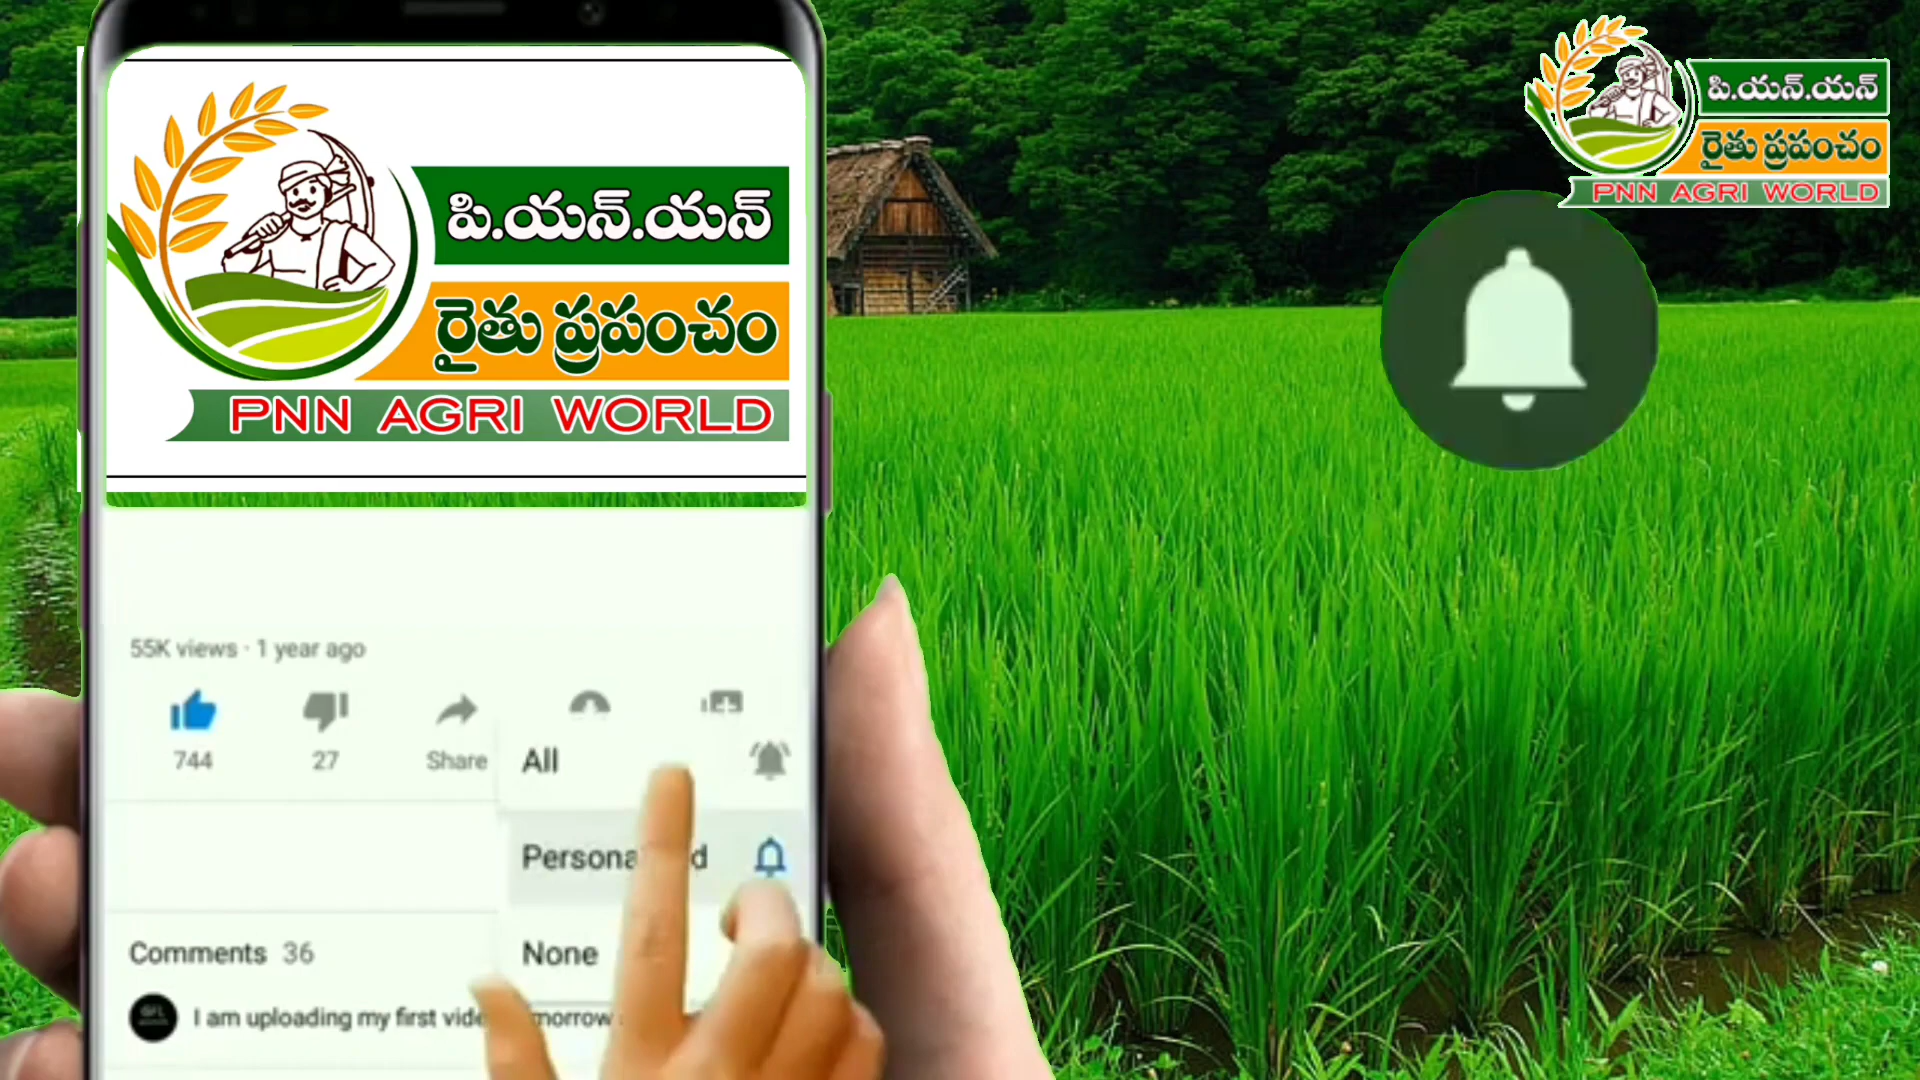 పి.యన్.యన్
రైతు ప్రపంచం
PNN AGRI WORLD
పి.యన్.యన్
రైతు ప్రపంచం
PNN AGRI WORLD
55K views · 1 year ago
744
27
Share
All
None
Comments 36
I am uploading my first